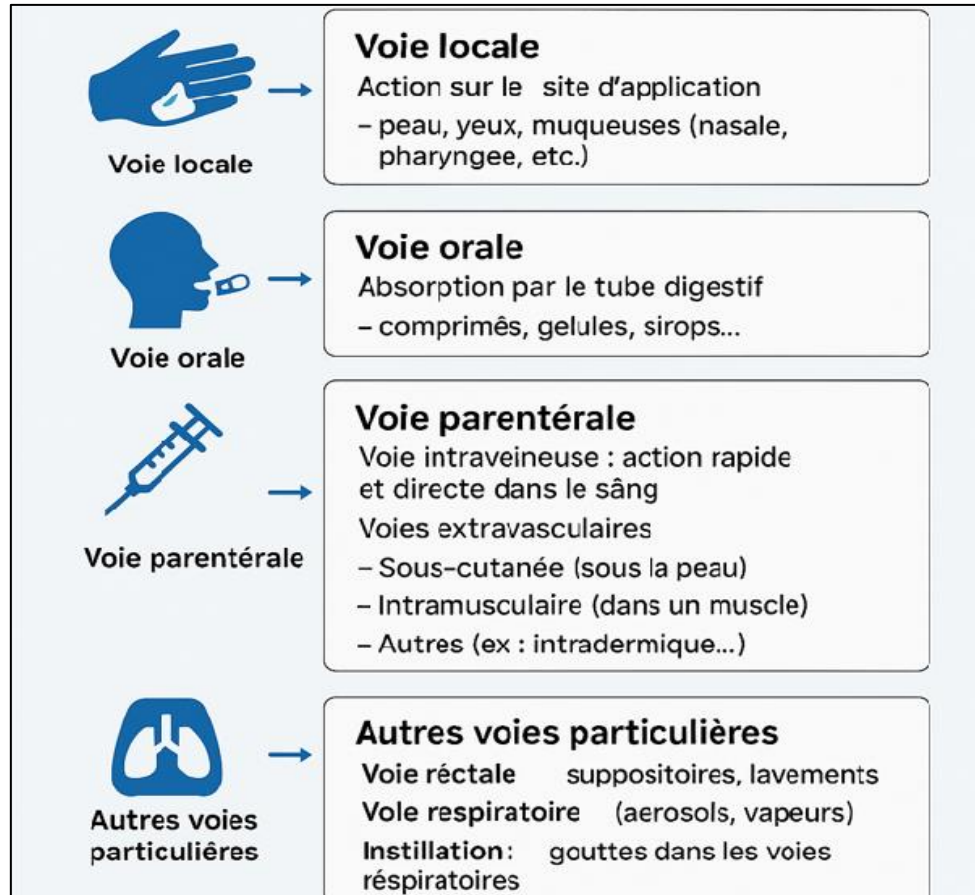 Voie locale
Action sur le site d'application
– peau, yeux, muqueuses (nasale,
pharyngee, etc.)
Voie locale
Voie orale
Absorption par le tube digestif
– comprimês, gelules, sirops...
Voie orale
Voie parentérale
Voie intraveineuse : action rapide
et directe dans le sâng
Voies extravasculaires
– Sous-cutanée (sous la peau)
– Intramusculaire (dans un muscle)
– Autres (ex : intradermique...)
Voie parentérale
Autres voies particulières
Voie réctale suppositoires, lavements
Vole respiratoire (aerosols, vapeurs)
Instillation: gouttes dans les voies
réspiratoires
Autres voies
particuliêres